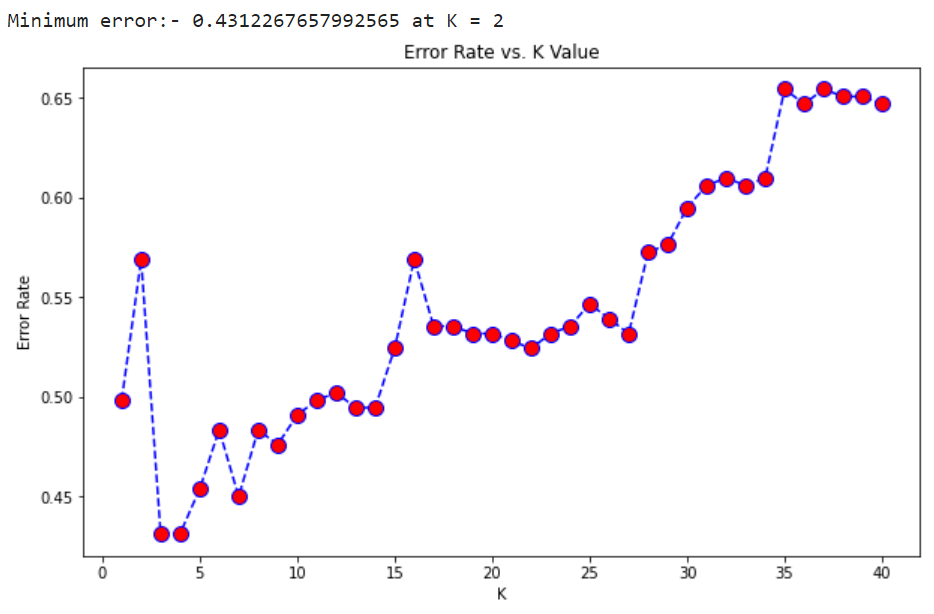 Minimum error:- 0.4312267657992565 at K = 2
Error Rate vs. K Value
0.65
0.60
0.55
0.50
0.45
Error Rate
0 5 10 15 20 25 30 35 40
K